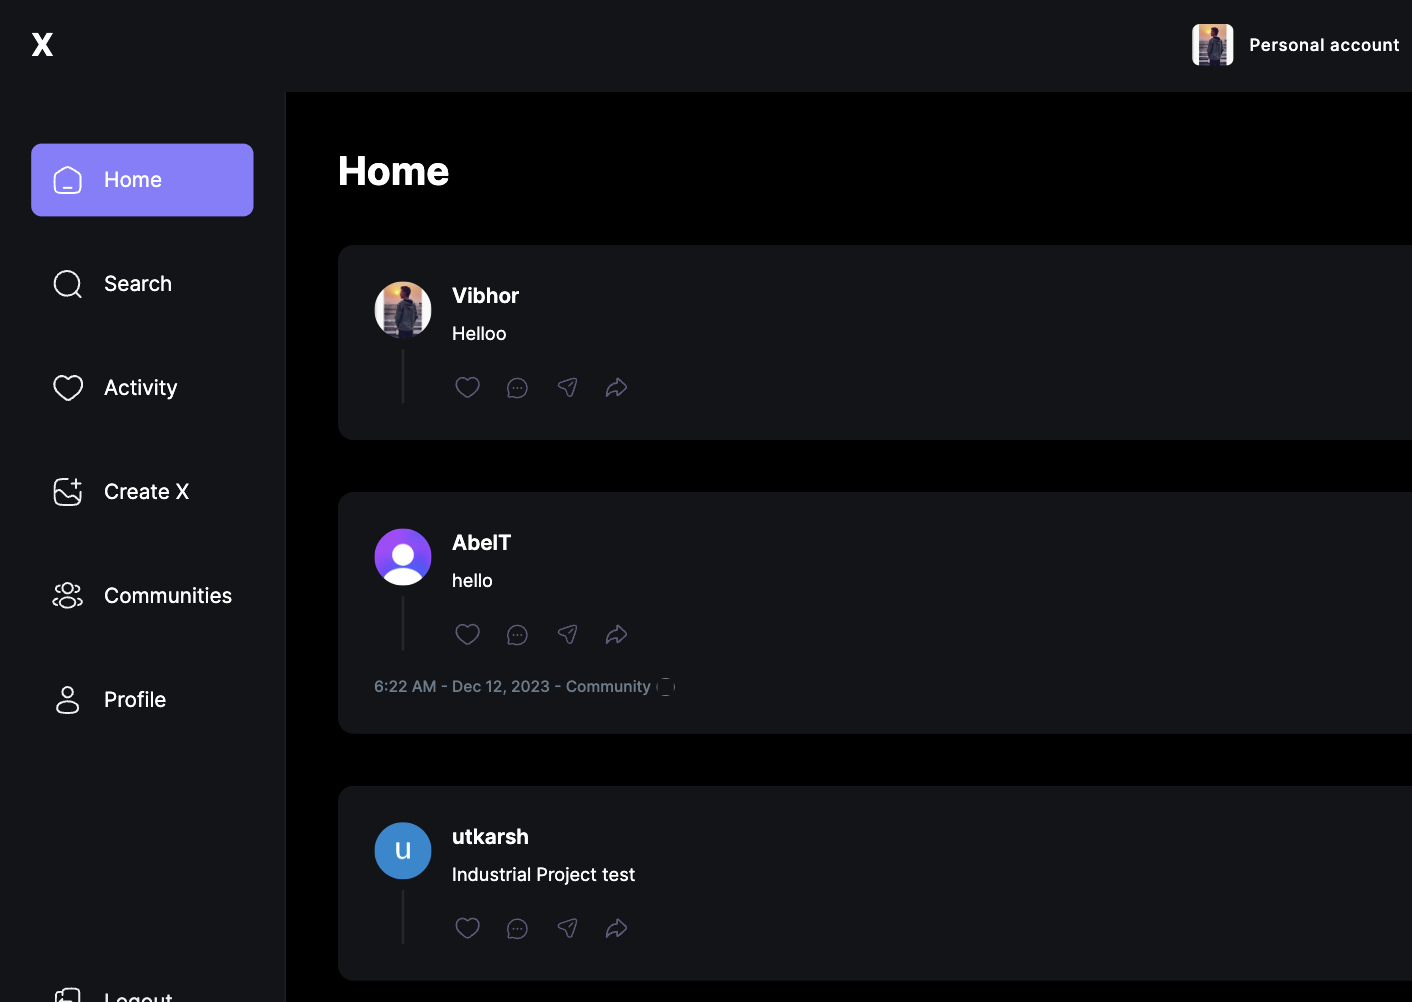 X
Personal account
Home
Search
Activity
Create X
Communities
Profile
Logout
Home
Vibhor
Helloo
AbelT
hello
6:22 AM - Dec 12, 2023 - Community
u
utkarsh
Industrial Project test